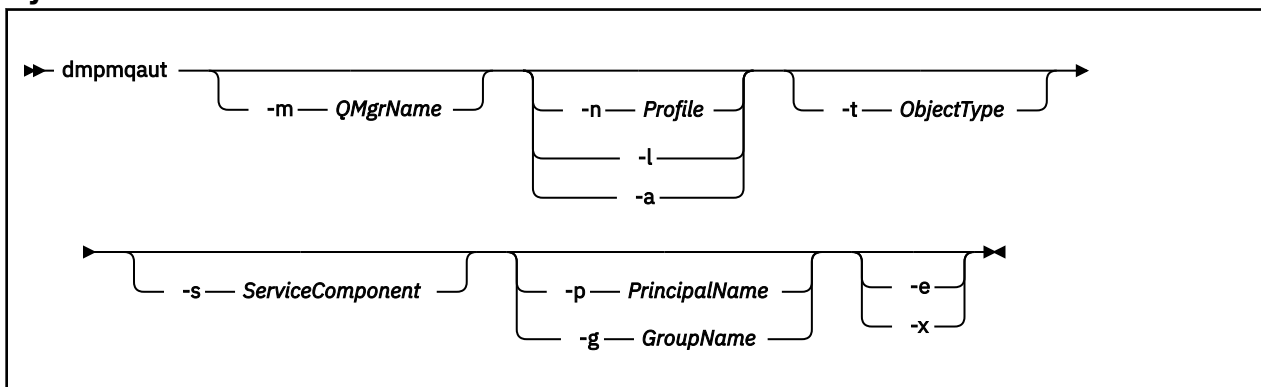 dmpmqaut
-m QMgrName
-n Profile
-t ObjectType
-l
-a
-s ServiceComponent
-p PrincipalName
-e
-x
-g GroupName